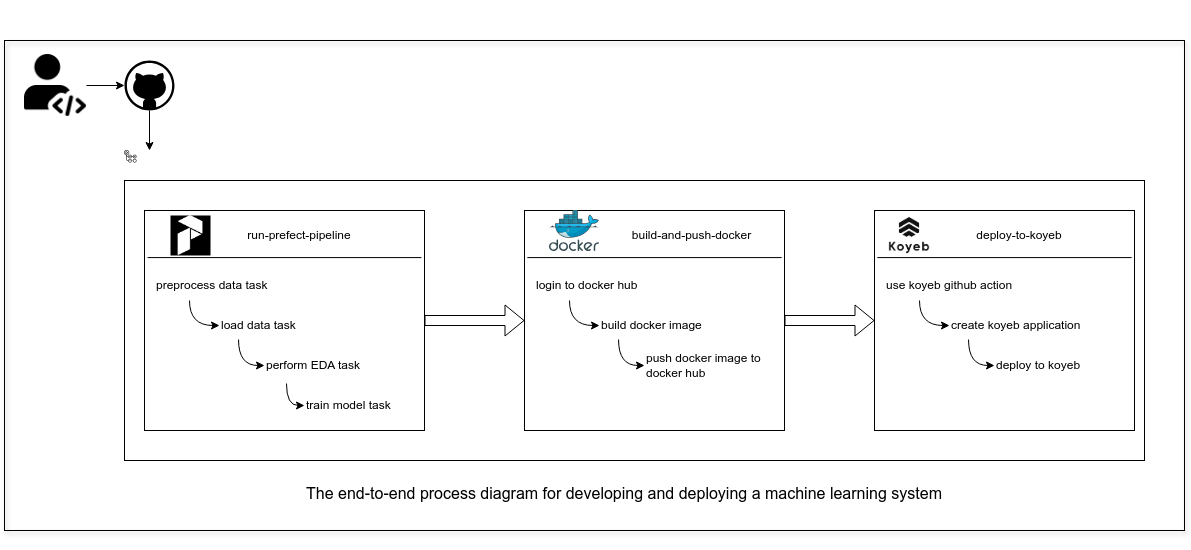 run-prefect-pipeline
preprocess data task
load data task
perform EDA task
train model task
docker
build-and-push-docker
login to docker hub
build docker image
push docker image to
docker hub
Koyeb
deploy-to-koyeb
use koyeb github action
create koyeb application
deploy to koyeb
The end-to-end process diagram for developing and deploying a machine learning system